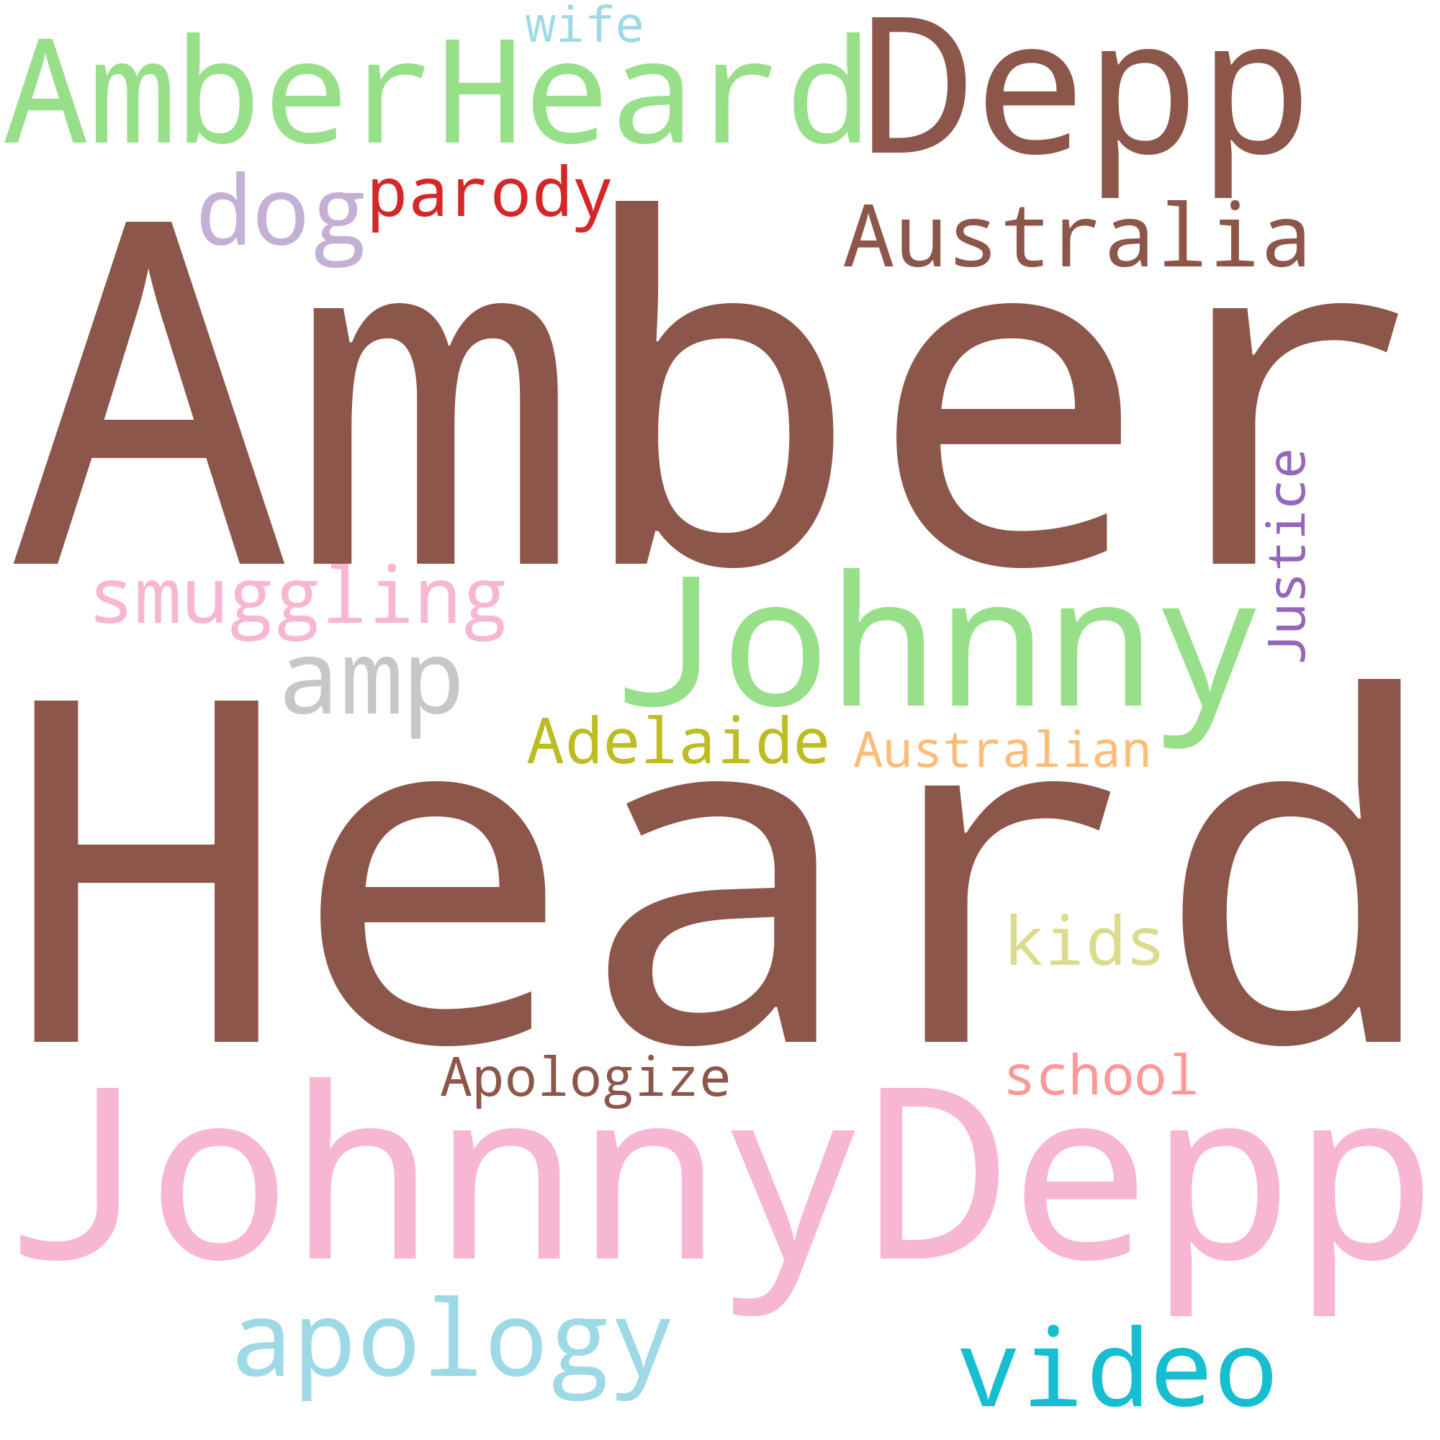 wife
AmberHeard Depp
dog parody
Australia
Amber
Justice
smuggling
Johnny
amp
Adelaide Australian
Heard
kids
Apologize school
JohnnyDepp
apology video